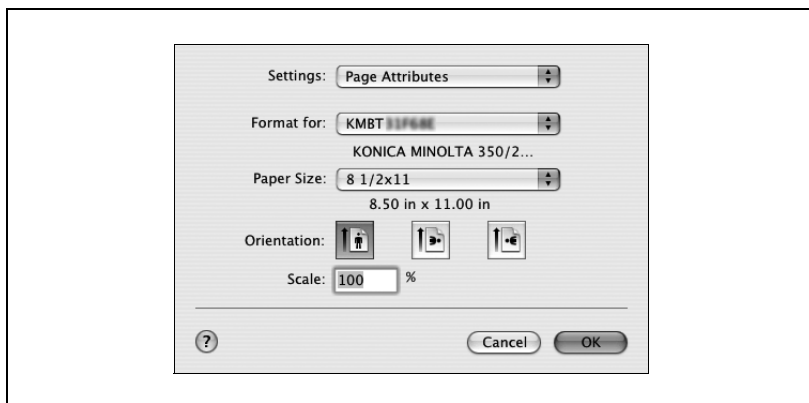 Settings: Page Attributes
Format for: KMBT
KONICA MINOLTA 350/2...
Paper Size: 8 1/2x11
8.50 in x 11.00 in
Orientation:
Scale: 100 %
? Cancel OK